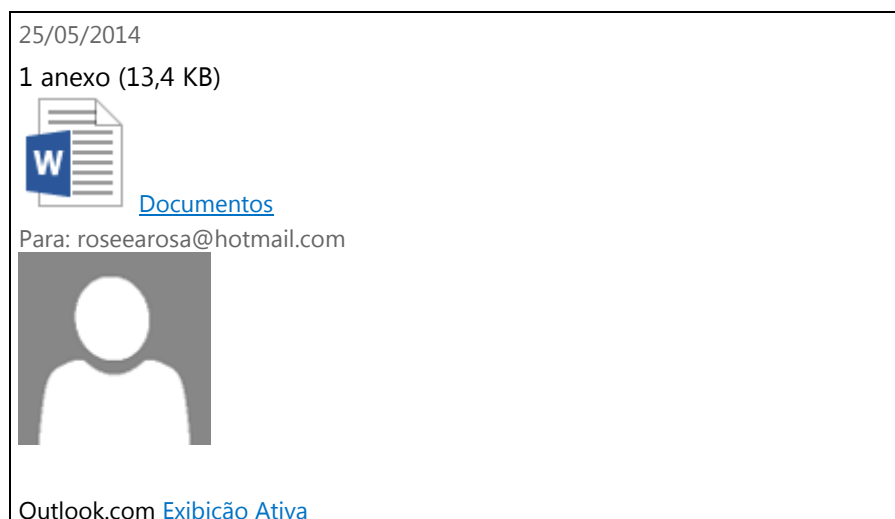 25/05/2014
1 anexo (13,4 KB)
W
Documentos
Para: roseearosa@hotmail.com
Outlook.com Exibição Ativa